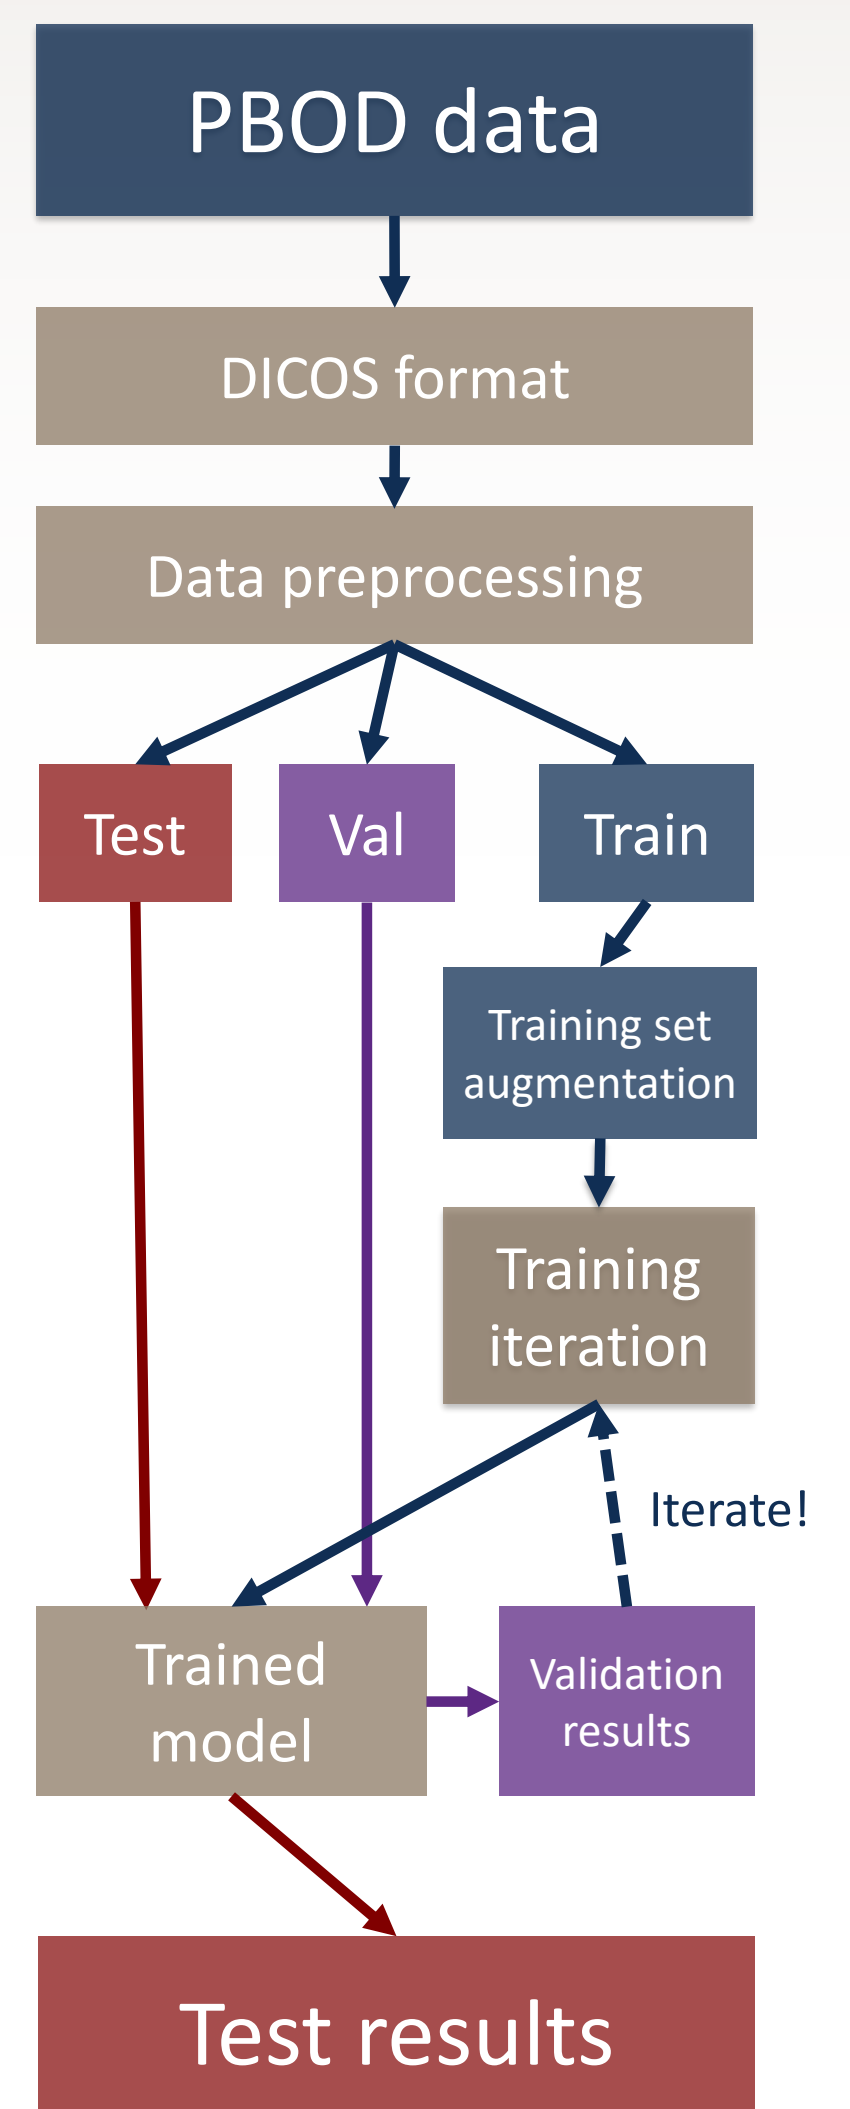 PBOD data
DICOS format
Data preprocessing
Test
Val
Train
Training set
augmentation
Training
iteration
Iterate!
Trained
model
Validation
results
Test results